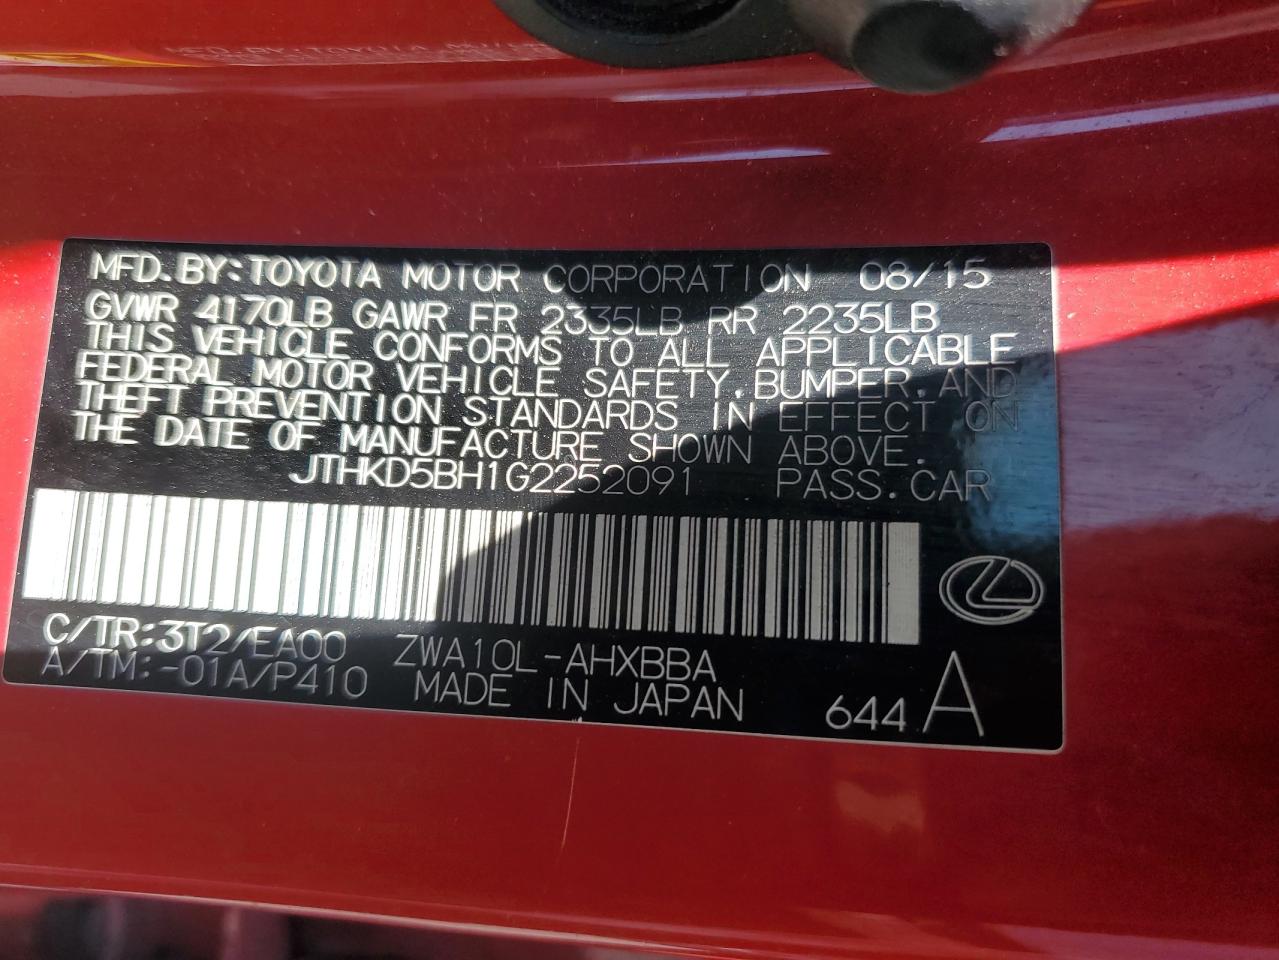 MFD.BY:TOYOTA MOTOR CORPORATION 08/15
GVWR 4170LB GAWR FR 2335LB RR 2235LB
THIS VEHICLE CONFORMS TO ALL APPLICABLE
FEDERAL MOTOR VEHICLE SAFETY,BUMPER,AND
THEFT PREVENTION STANDARDS IN EFFECT ON
THE DATE OF MANUFACTURE SHOWN ABOVE.
JTHKD5BH1G2252091 PASS.CAR
C/TR:3T2/EA00 ZWA10L-AHXBBA
A/TM:-01A/P410 MADE IN JAPAN 644 A